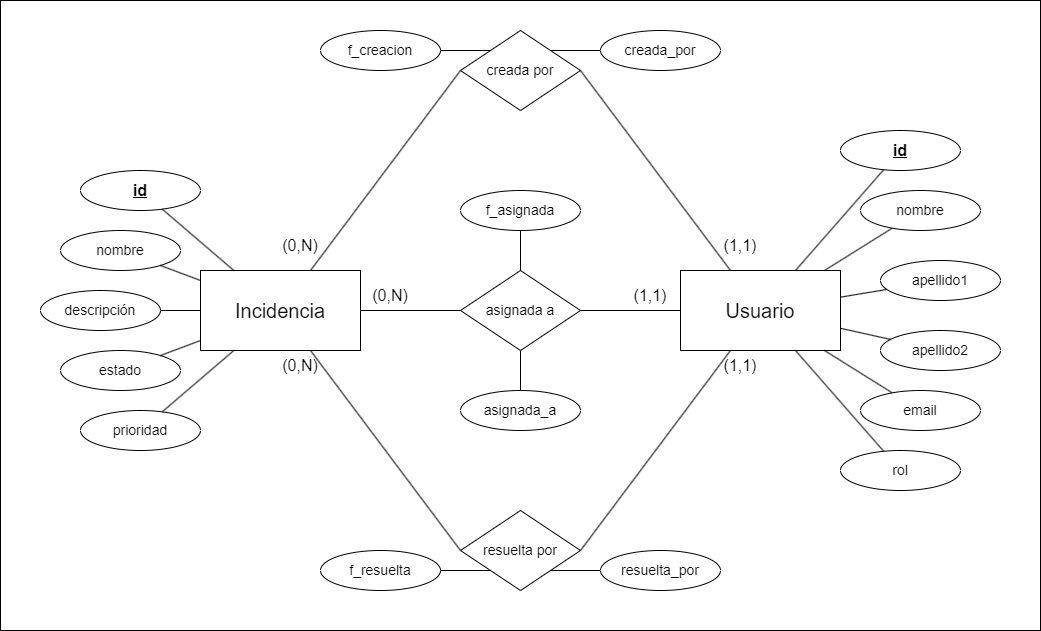 f_creacion
creada por
creada_por
id
id
f_asignada
nombre
nombre
(0,N)
(1,1)
apellido1
(0,N)
(1,1)
descripción
Incidencia
asignada a
Usuario
apellido2
(0,N)
(1,1)
estado
asignada_a
email
prioridad
rol
resuelta por
f_resuelta
resuelta_por